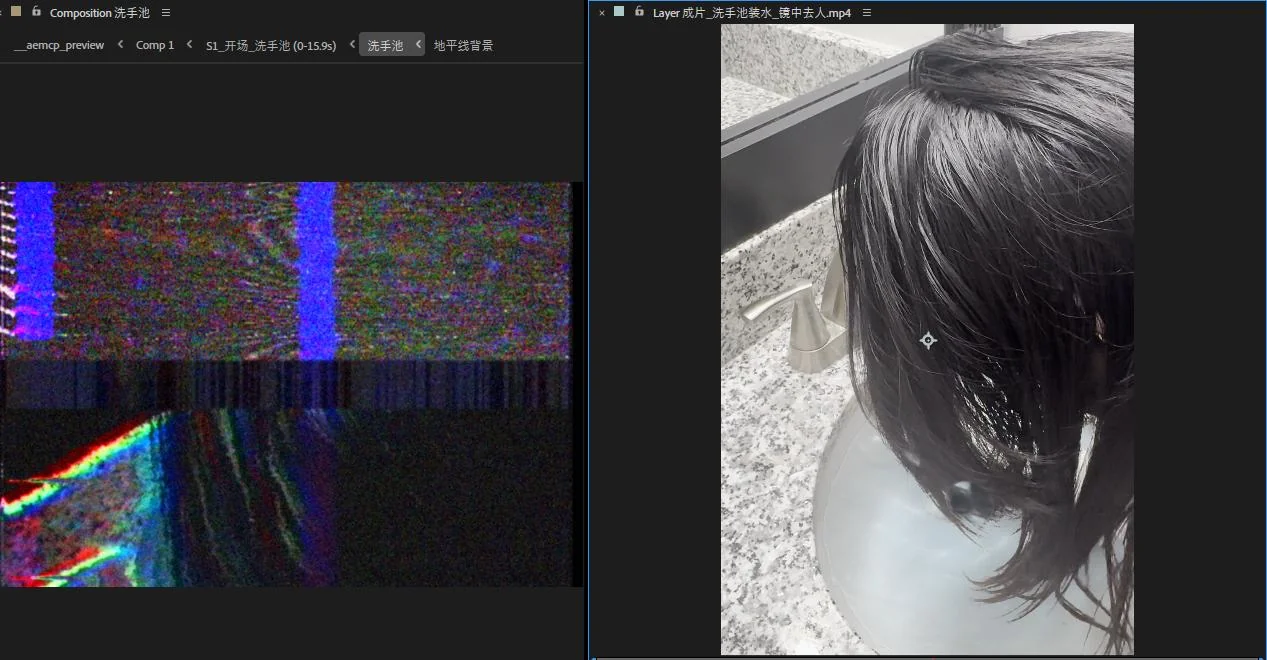 Composition 洗手池
Layer 成片_洗手池装水_镜中去人.mp4
__aemcp_preview
Comp 1
S1_开场_洗手池 (0-15.9s)
洗手池
地平线背景